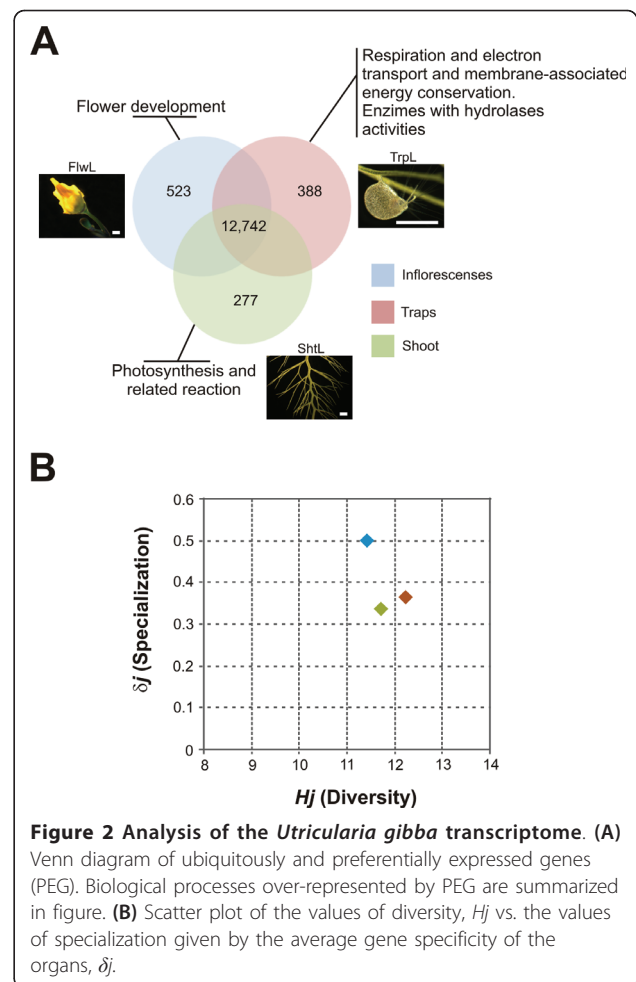 A
Respiration and electron
transport and membrane-associated
energy conservation.
Enzimes with hydrolases
activities
Flower development
FlwL
TrpL
523
388
12,742
277
Inflorescenses
Traps
Shoot
ShtL
Photosynthesis and
related reaction
B
0.6
0.5
0.4
0.3
0.2
0.1
0
δj (Specialization)
8 9 10 11 12 13 14
Hj (Diversity)
Figure 2 Analysis of the Utricularia gibba transcriptome. (A)
Venn diagram of ubiquitously and preferentially expressed genes
(PEG). Biological processes over-represented by PEG are summarized
in figure. (B) Scatter plot of the values of diversity, Hj vs. the values
of specialization given by the average gene specificity of the
organs, δj.